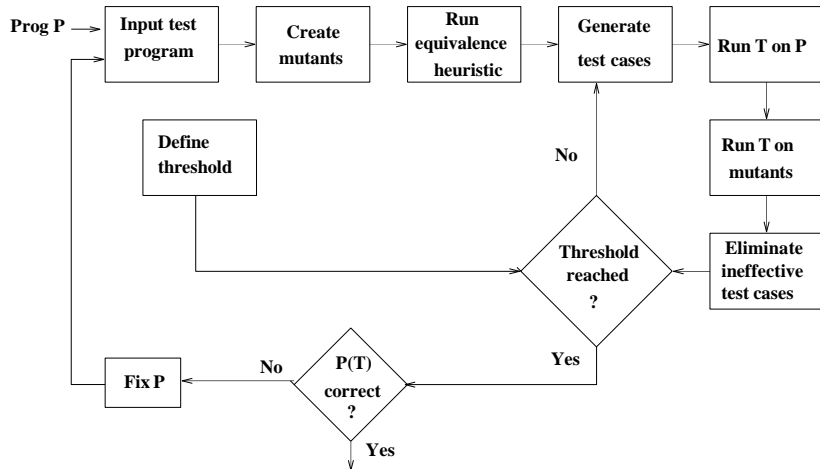 Prog P
Input test
program
Create
mutants
Run
equivalence
heuristic
Generate
test cases
Run T on P
Define
threshold
No
Run T on
mutants
Threshold
reached
?
Eliminate
ineffective
test cases
Yes
Fix P
No
P(T)
correct
?
Yes